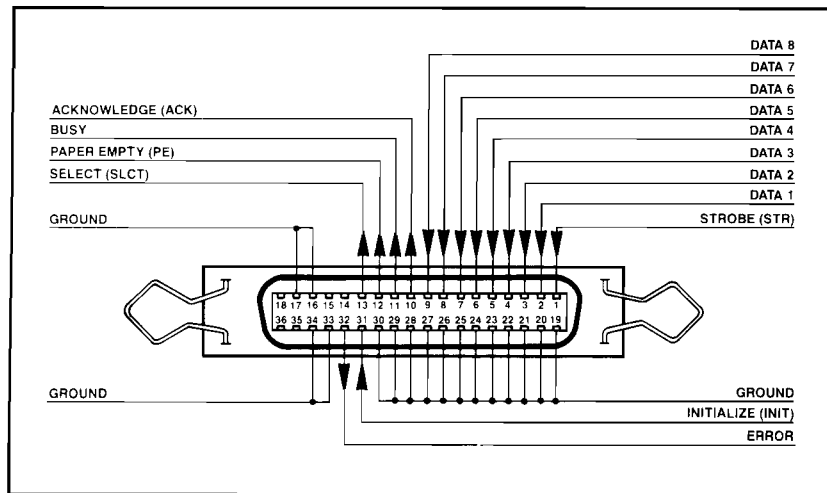 DATA 8
DATA 7
DATA 6
DATA 5
DATA 4
DATA 3
DATA 2
DATA 1
STROBE (STR)
ACKNOWLEDGE (ACK)
BUSY
PAPER EMPTY (PE)
SELECT (SLCT)
GROUND
18 17 16 15 14 13 12 11 10 9 8 7 6 5 4 3 2 1
36 35 34 33 32 31 30 29 28 27 26 25 24 23 22 21 20 19
GROUND
GROUND
INITIALIZE (INIT)
ERROR